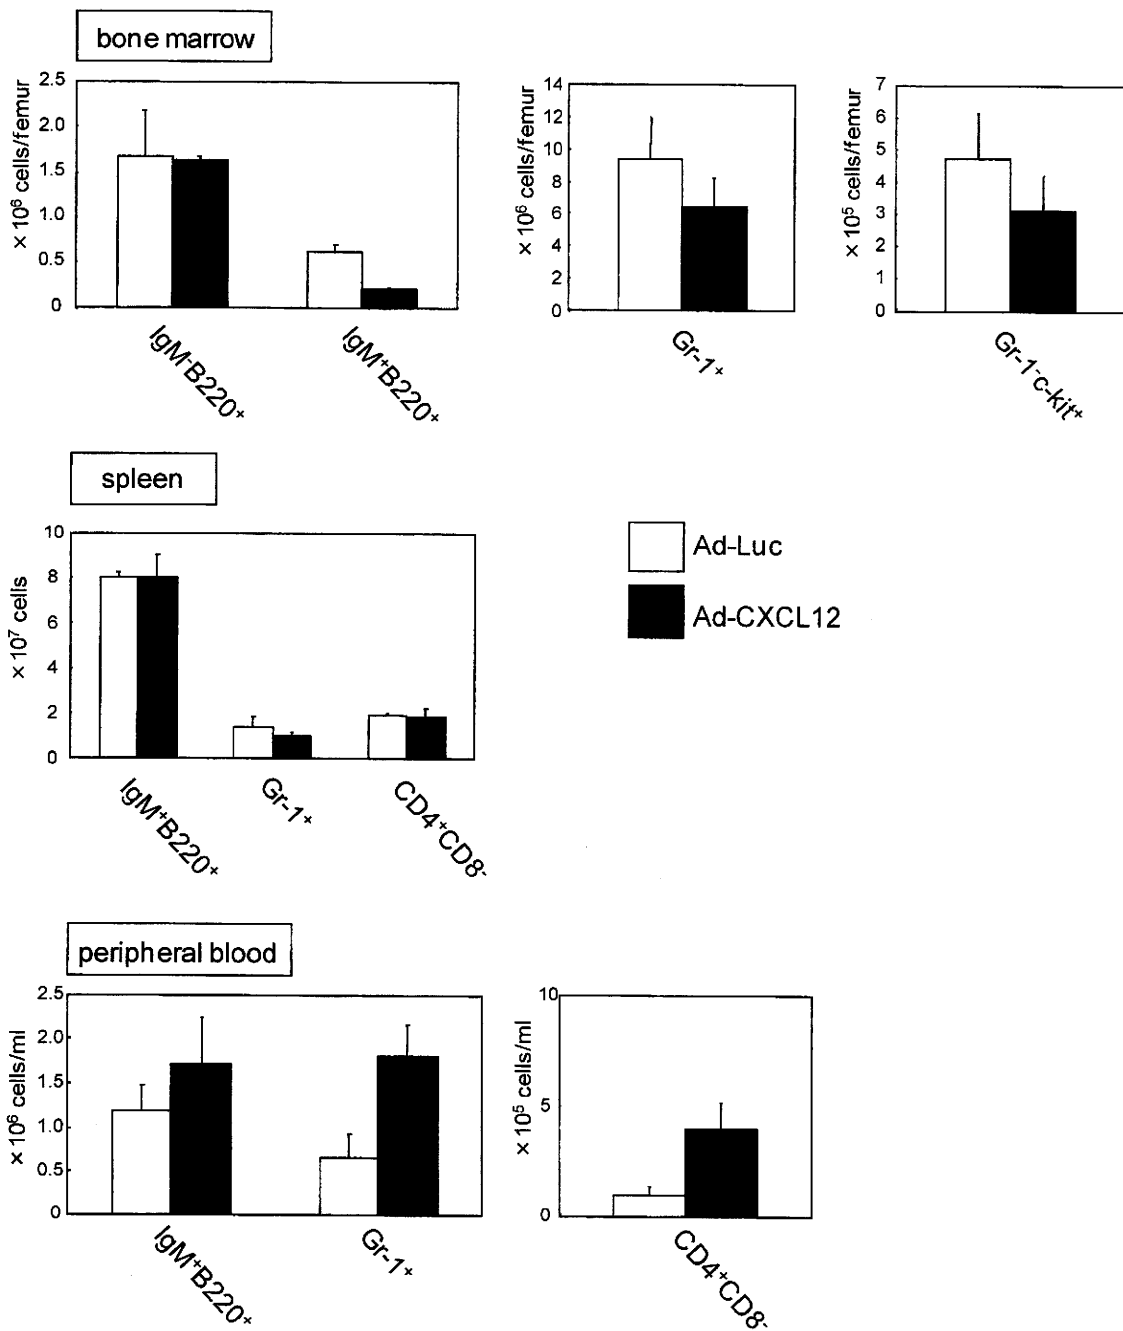 bone marrow
×10⁶ cells/femur
2.5
2.0
1.5
1.0
0.5
0
IgM⁻B220⁺
IgM⁺B220⁺
×10⁶ cells/femur
14
12
10
8
6
4
2
0
Gr-1⁺
×10⁵ cells/femur
7
6
5
4
3
2
1
0
Gr-1⁻c-kit⁺
spleen
×10⁷ cells
10
8
6
4
2
0
IgM⁺B220⁺
Gr-1⁺
CD4⁺CD8⁻
Ad-Luc
Ad-CXCL12
peripheral blood
×10⁶ cells/ml
2.5
2.0
1.5
1.0
0.5
0
IgM⁺B220⁺
Gr-1⁺
×10⁵ cells/ml
10
5
0
CD4⁺CD8⁻